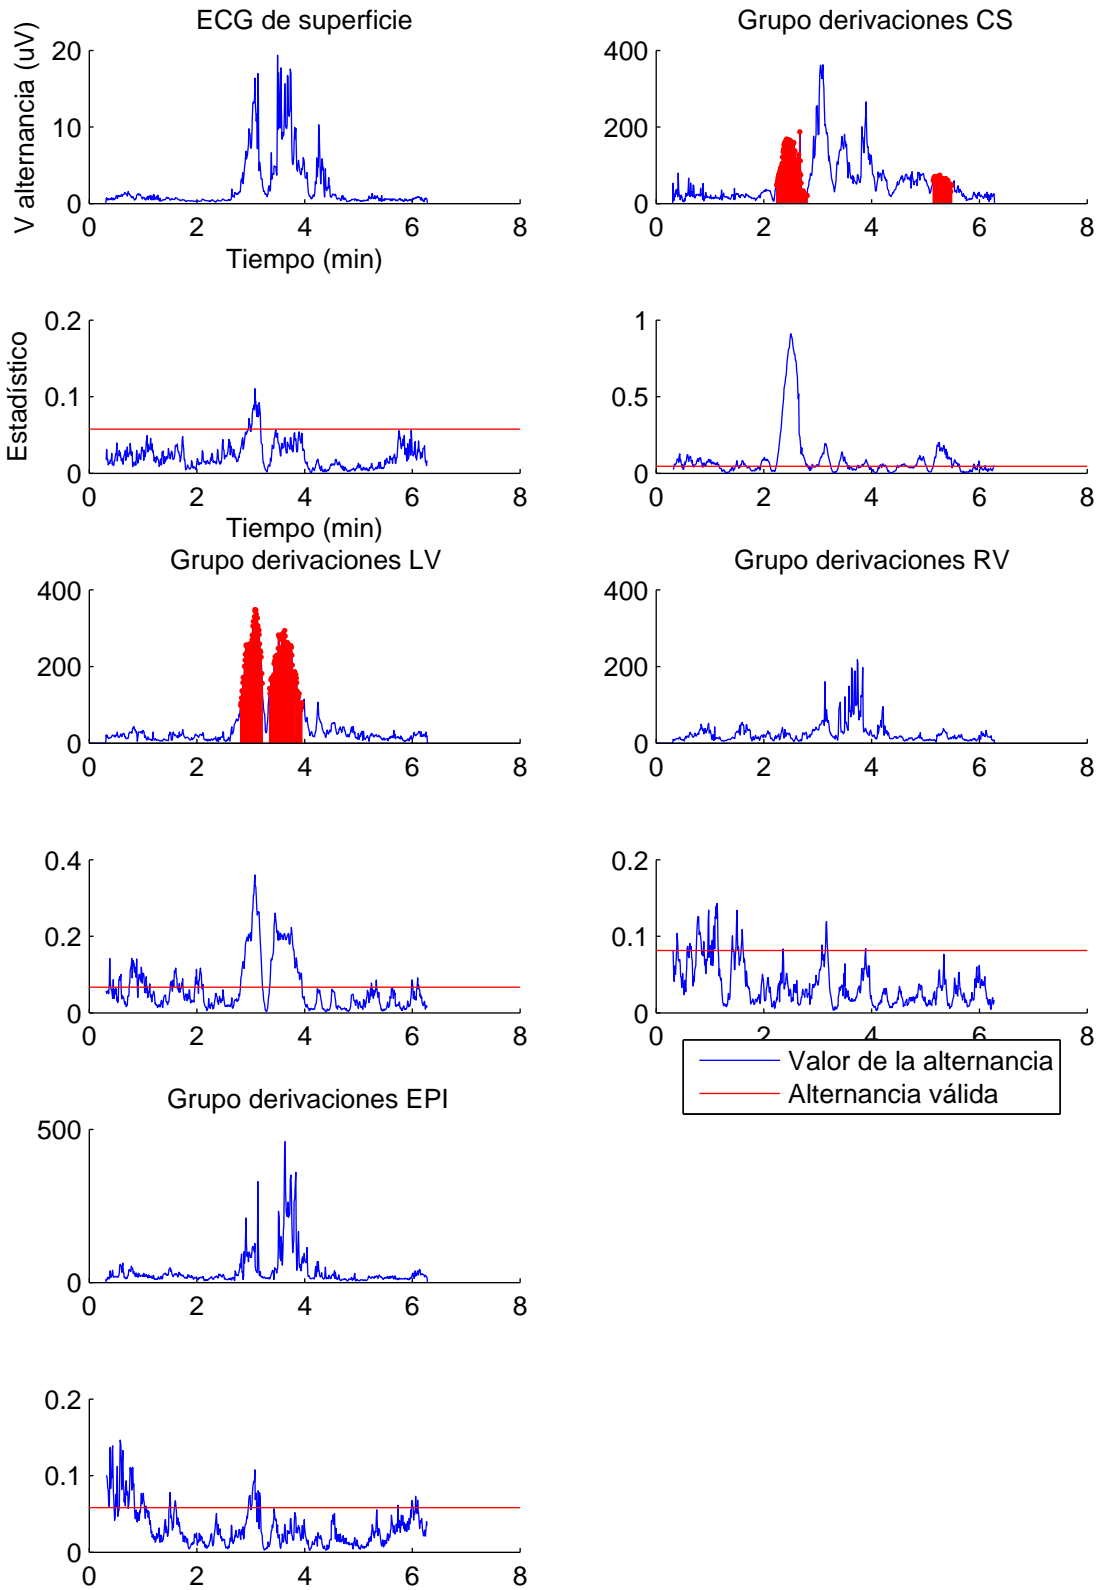 ECG de superficie
V alternancia (uV)
20
10
0
0 2 4 6 8
Tiempo (min)
Grupo derivaciones CS
400
200
0
0 2 4 6 8
Estadístico
0.2
0.1
0
0 2 4 6 8
Tiempo (min)
1
0.5
0
0 2 4 6 8
Grupo derivaciones LV
400
200
0
0 2 4 6 8
Grupo derivaciones RV
400
200
0
0 2 4 6 8
0.4
0.2
0
0 2 4 6 8
0.2
0.1
0
0 2 4 6 8
Valor de la alternancia
Alternancia válida
Grupo derivaciones EPI
500
0
0 2 4 6 8
0.2
0.1
0
0 2 4 6 8